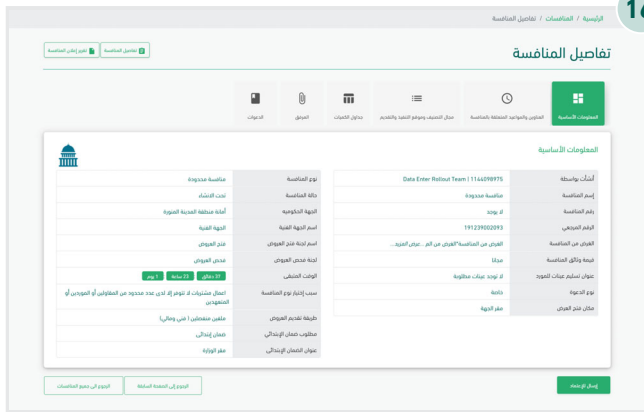 16
الرئيسية / المنافسات / تفاصيل المنافسة
تفاصيل المنافسة
تفاصيل المنافسة
تقرير إعلان المنافسة
المعلومات الأساسية
العناوين والمواعيد المتعلقة بالمنافسة
مجال التصنيف وموقع التنفيذ والتقديم
جداول الكميات
المرفق
الدعوات
المعلومات الأساسية
أنشأت بواسطة Data Enter Rollout Team | 1144098975
إسم المنافسة منافسة محدودة
رقم المنافسة لا يوجد
الرقم المرجعي 191239002093
الغرض من المنافسة الغرض من المنافسة"الغرض من الم ...عرض المزيد...
قيمة وثائق المنافسة مجانا
عنوان تسليم عينات للمورد لا توجد عينات مطلوبة
نوع الدعوة خاصة
مكان فتح العرض مقر الجهة
نوع المنافسة منافسة محدودة
حالة المنافسة تحت الانشاء
الجهة الحكوميه أمانة منطقة المدينة المنورة
اسم الجهة الفنية الجهة الفنية
اسم لجنة فتح العروض فتح العروض
لجنة فحص العروض فحص العروض
الوقت المتبقى 31 دقائق 23 ساعة 1 يوم
سبب إختيار نوع المنافسة اعمال مشتريات لا تتوفر إلا لدى عدد محدود من المقاولين أو الموردين أو
المتعهدين
طريقة تقديم العروض ملفين منفصلين ( فني ومالي)
مطلوب ضمان الإبتدائي ضمان إبتدائى
عنوان الضمان الإبتدائي مقر الوزارة
إرسال للإعتماد
الرجوع إلى الصفحة السابقة
الرجوع الى جميع المنافسات